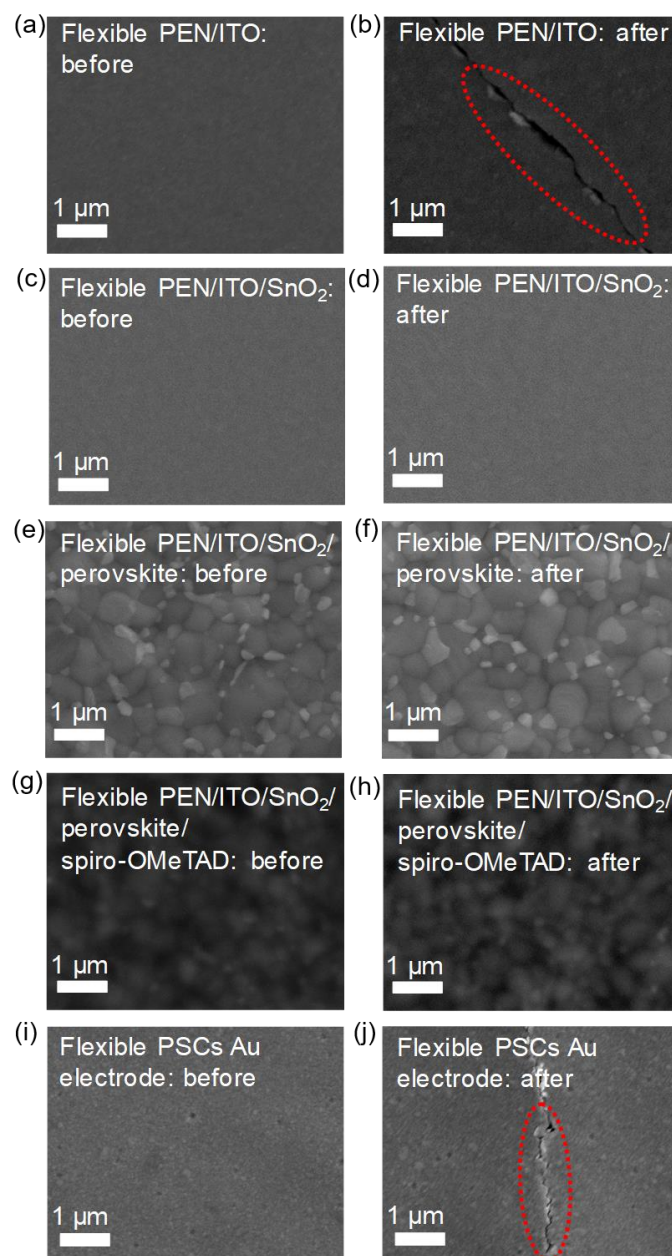 (a)
Flexible PEN/ITO:
before
1 μm
(b)
Flexible PEN/ITO: after
1 μm
(c)
Flexible PEN/ITO/SnO₂:
before
1 μm
(d)
Flexible PEN/ITO/SnO₂:
after
1 μm
(e)
Flexible PEN/ITO/SnO₂/
perovskite: before
1 μm
(f)
Flexible PEN/ITO/SnO₂/
perovskite: after
1 μm
(g)
Flexible PEN/ITO/SnO₂/
perovskite/
spiro-OMeTAD: before
1 μm
(h)
Flexible PEN/ITO/SnO₂/
perovskite/
spiro-OMeTAD: after
1 μm
(i)
Flexible PSCs Au
electrode: before
1 μm
(j)
Flexible PSCs Au
electrode: after
1 μm